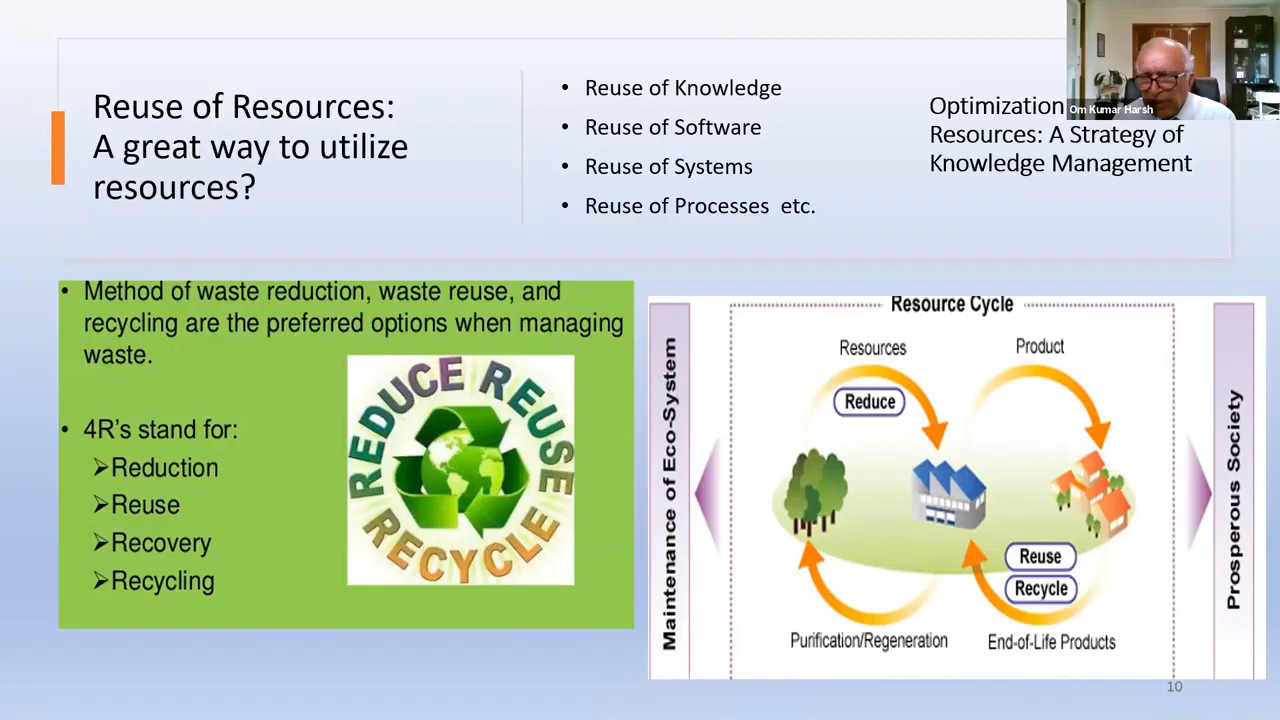 Reuse of Resources:
A great way to utilize
resources?
• Reuse of Knowledge
• Reuse of Software
• Reuse of Systems
• Reuse of Processes etc.
Optimization
Resources: A Strategy of
Knowledge Management
Om Kumar Harsh
• Method of waste reduction, waste reuse, and
recycling are the preferred options when managing
waste.
• 4R's stand for:
➢Reduction
➢Reuse
➢Recovery
➢Recycling
REDUCE REUSE
RECYCLE
Resource Cycle
Maintenance of Eco-System
Resources
Product
Reduce
Reuse
Recycle
Purification/Regeneration
End-of-Life Products
Prosperous Society
10